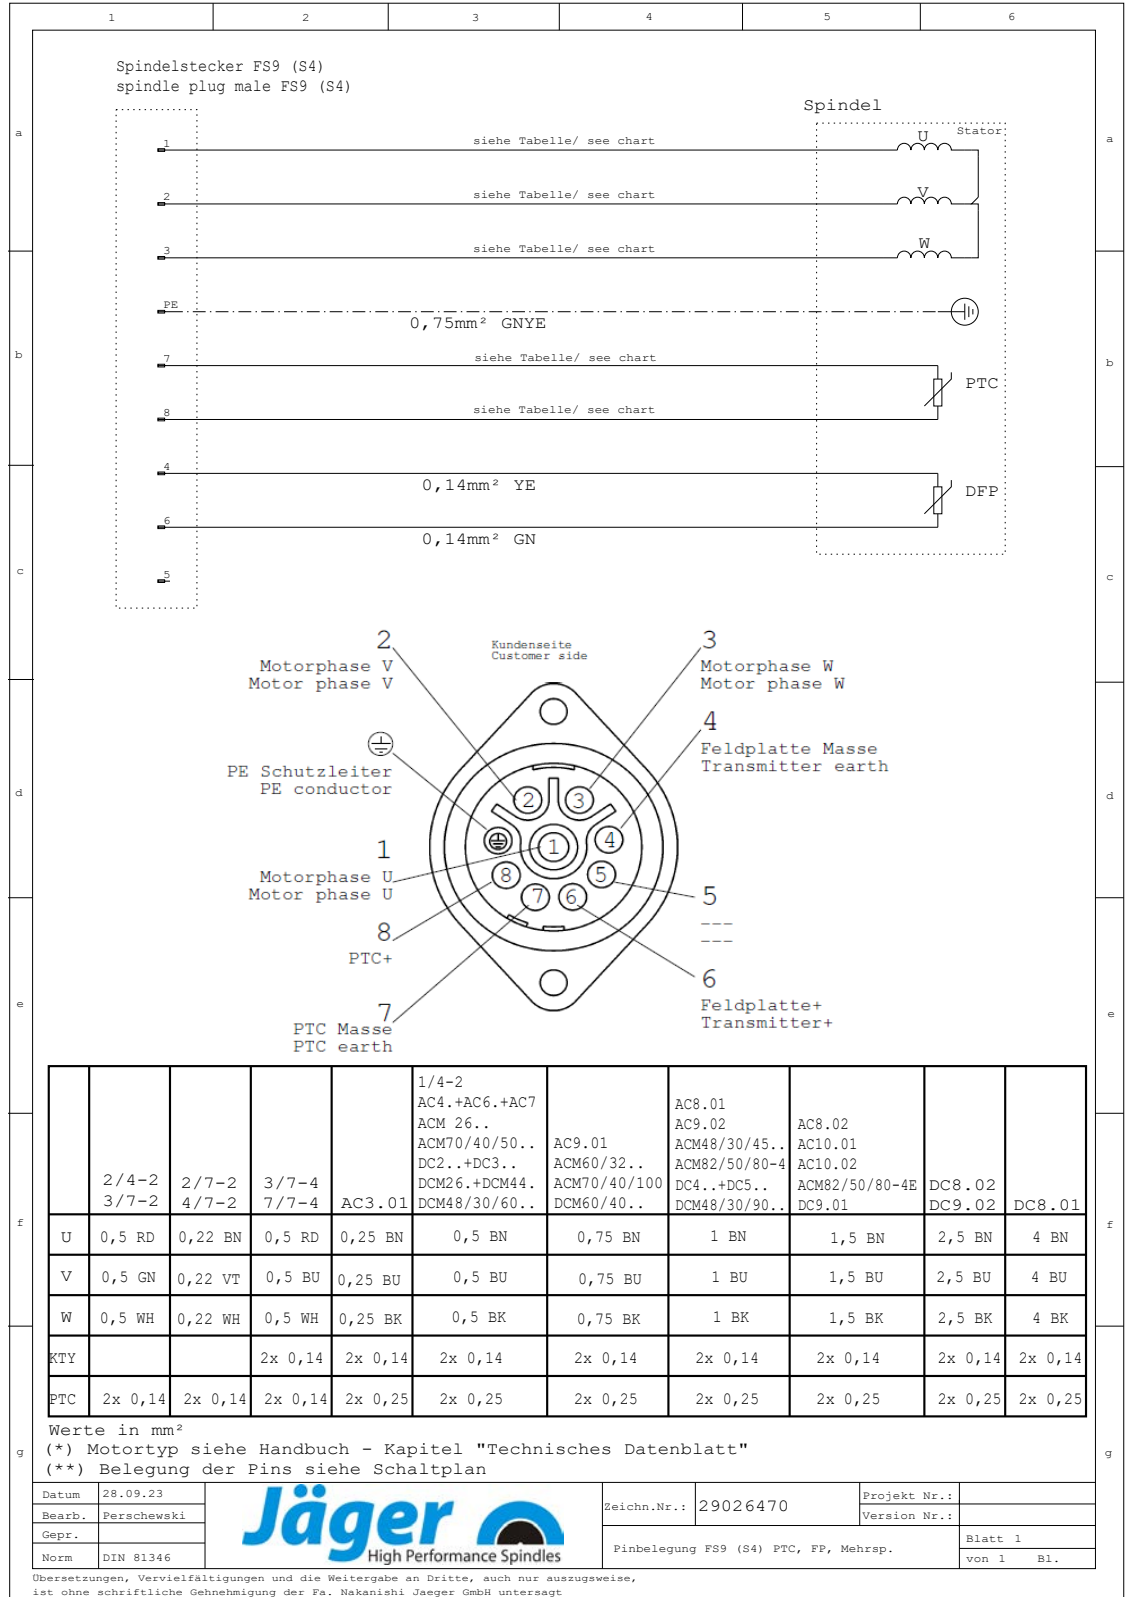 1 2 3 4 5 6
Spindelstecker FS9 (S4)
spindle plug male FS9 (S4)
Spindel
a
a
1
siehe Tabelle/ see chart
U
Stator
2
siehe Tabelle/ see chart
V
3
siehe Tabelle/ see chart
W
PE
0,75mm² GNYE
b
b
7
siehe Tabelle/ see chart
PTC
8
siehe Tabelle/ see chart
4
0,14mm² YE
DFP
6
0,14mm² GN
c
c
5
Kundenseite
Customer side
2
Motorphase V
Motor phase V
3
Motorphase W
Motor phase W
4
Feldplatte Masse
Transmitter earth
PE Schutzleiter
PE conductor
d
d
2 3
1 4
8 5
7 6
1
Motorphase U
Motor phase U
5
---
---
8
PTC+
6
Feldplatte+
Transmitter+
e
e
7
PTC Masse
PTC earth
2/4-2
3/7-2
2/7-2
4/7-2
3/7-4
7/7-4
AC3.01
1/4-2
AC4.+AC6.+AC7
ACM 26..
ACM70/40/50..
DC2..+DC3..
DCM26.+DCM44.
DCM48/30/60..
AC9.01
ACM60/32..
ACM70/40/100
DCM60/40..
AC8.01
AC9.02
ACM48/30/45..
ACM82/50/80-4
DC4..+DC5..
DCM48/30/90..
AC8.02
AC10.01
AC10.02
ACM82/50/80-4E
DC9.01
DC8.02
DC9.02
DC8.01
f
f
U 0,5 RD 0,22 BN 0,5 RD 0,25 BN 0,5 BN 0,75 BN 1 BN 1,5 BN 2,5 BN 4 BN
V 0,5 GN 0,22 VT 0,5 BU 0,25 BU 0,5 BU 0,75 BU 1 BU 1,5 BU 2,5 BU 4 BU
W 0,5 WH 0,22 WH 0,5 WH 0,25 BK 0,5 BK 0,75 BK 1 BK 1,5 BK 2,5 BK 4 BK
KTY 2x 0,14 2x 0,14 2x 0,14 2x 0,14 2x 0,14 2x 0,14 2x 0,14 2x 0,14
PTC 2x 0,14 2x 0,14 2x 0,14 2x 0,25 2x 0,25 2x 0,25 2x 0,25 2x 0,25 2x 0,25 2x 0,25
Werte in mm²
(*) Motortyp siehe Handbuch - Kapitel "Technisches Datenblatt"
(**) Belegung der Pins siehe Schaltplan
g
g
Datum 28.09.23
Bearb. Perschewski
Gepr.
Norm DIN 81346
Jäger
High Performance Spindles
Zeichn.Nr.: 29026470
Projekt Nr.:
Version Nr.:
Pinbelegung FS9 (S4) PTC, FP, Mehrsp.
Blatt 1
von 1 Bl.
Übersetzungen, Vervielfältigungen und die Weitergabe an Dritte, auch nur auszugsweise,
ist ohne schriftliche Gehnehmigung der Fa. Nakanishi Jaeger GmbH untersagt